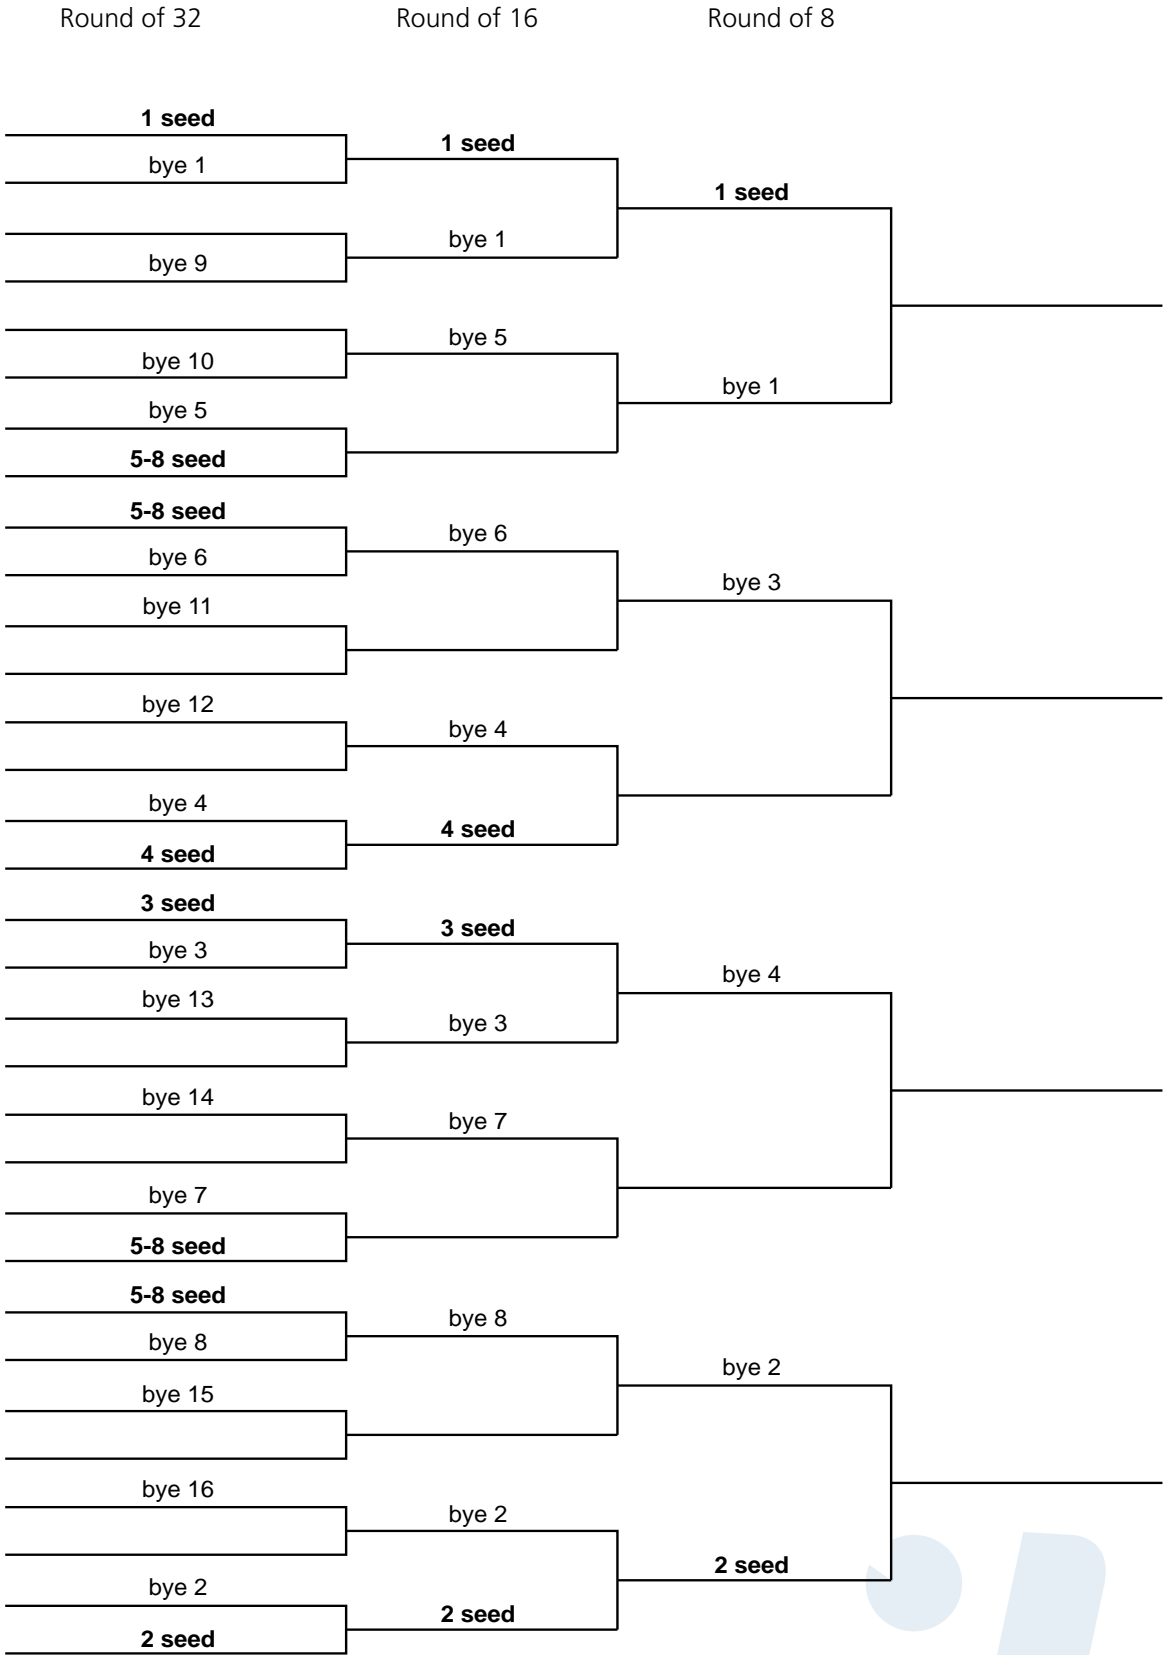 Round of 32
Round of 16
Round of 8
1 seed
bye 1
bye 9
bye 10
bye 5
5-8 seed
5-8 seed
bye 6
bye 11
bye 12
bye 4
4 seed
3 seed
bye 3
bye 13
bye 14
bye 7
5-8 seed
5-8 seed
bye 8
bye 15
bye 16
bye 2
2 seed
1 seed
bye 1
bye 5
bye 6
bye 4
4 seed
3 seed
bye 3
bye 7
bye 8
bye 2
2 seed
1 seed
bye 1
bye 3
bye 4
bye 2
2 seed